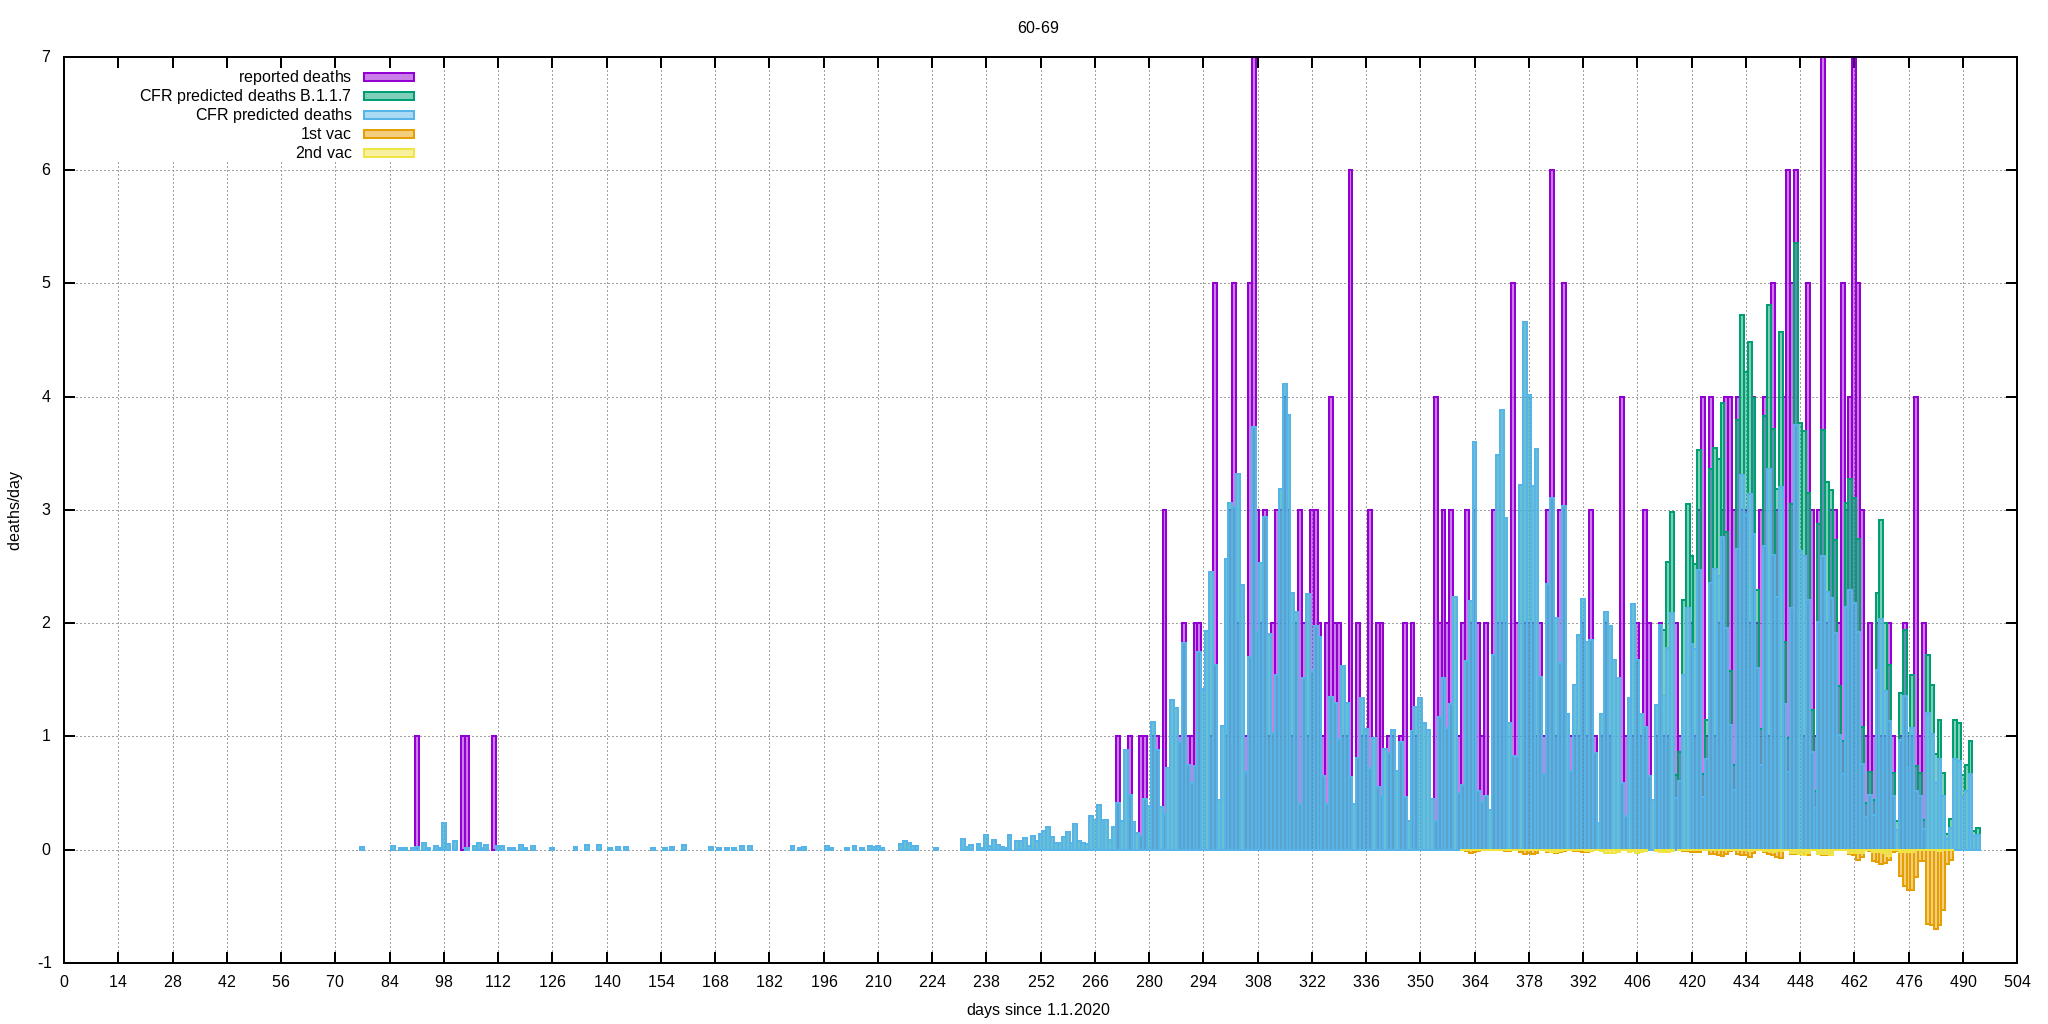 60-69
7
reported deaths
CFR predicted deaths B.1.1.7
CFR predicted deaths
1st vac
2nd vac
6
5
4
3
2
1
0
-1
deaths/day
0 14 28 42 56 70 84 98 112 126 140 154 168 182 196 210 224 238 252 266 280 294 308 322 336 350 364 378 392 406 420 434 448 462 476 490 504
days since 1.1.2020